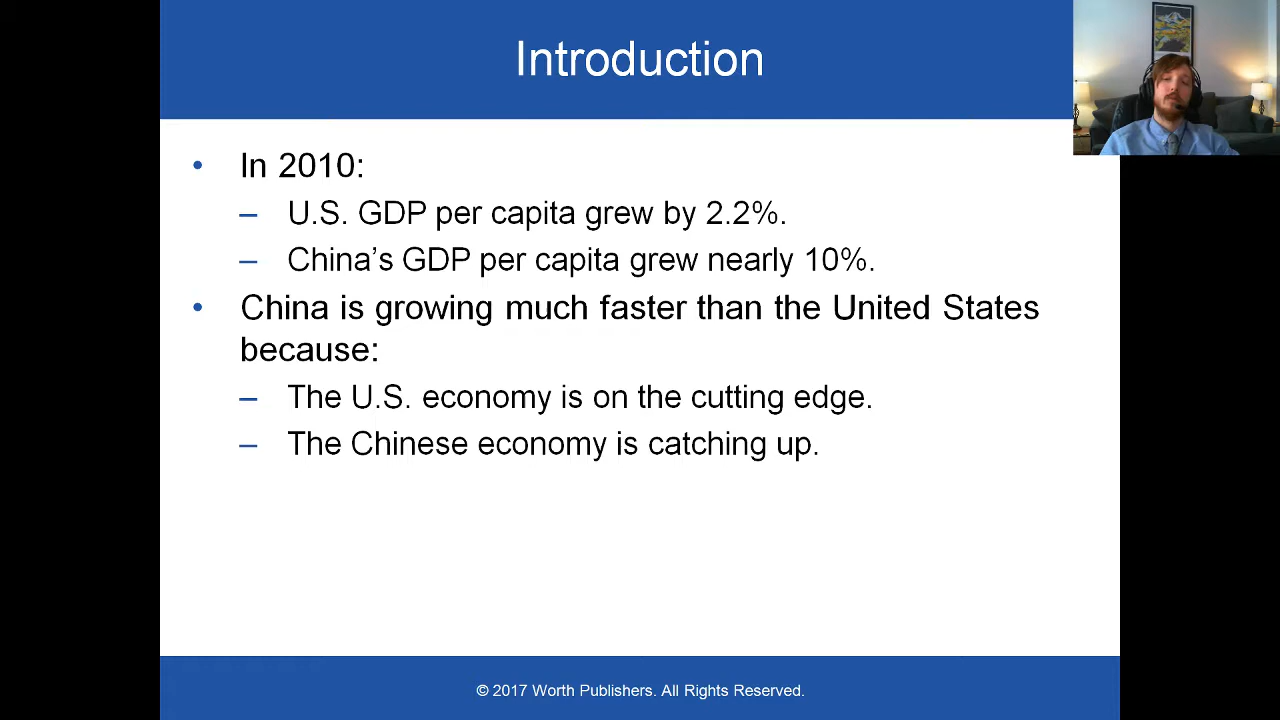 Introduction
• In 2010:
– U.S. GDP per capita grew by 2.2%.
– China’s GDP per capita grew nearly 10%.
• China is growing much faster than the United States
because:
– The U.S. economy is on the cutting edge.
– The Chinese economy is catching up.
© 2017 Worth Publishers. All Rights Reserved.